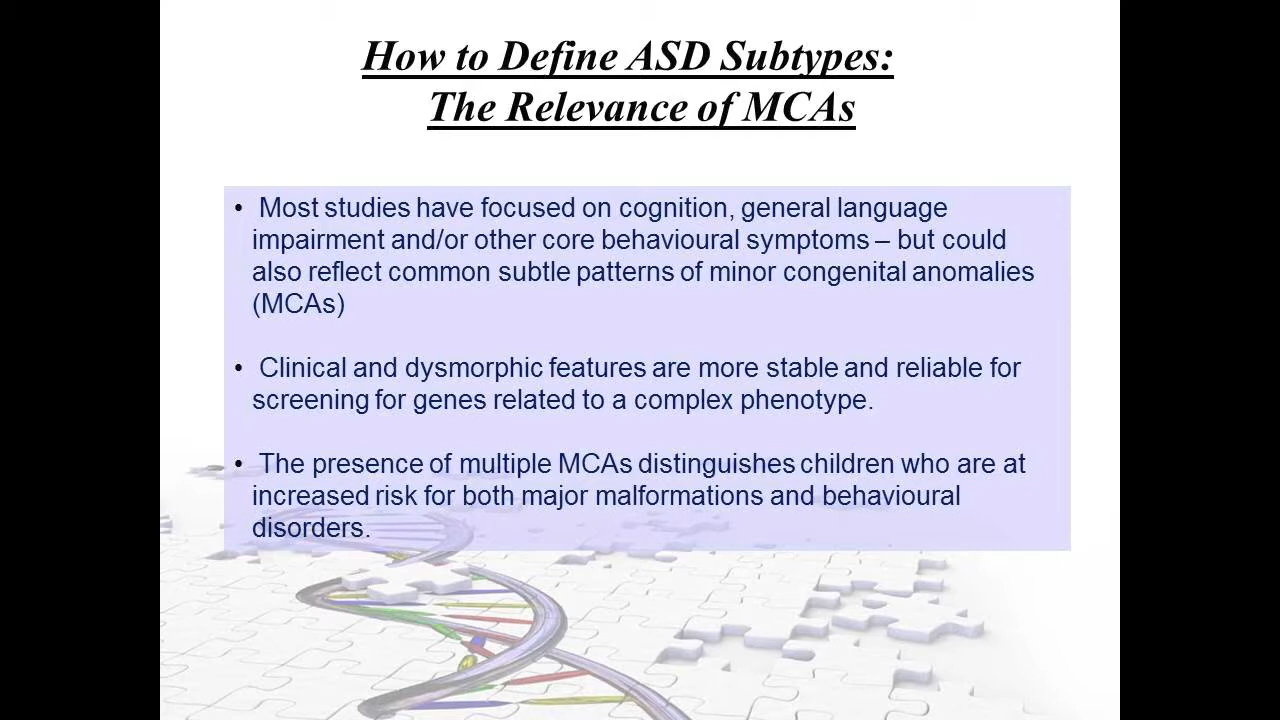 How to Define ASD Subtypes:
The Relevance of MCAs
• Most studies have focused on cognition, general language
impairment and/or other core behavioural symptoms – but could
also reflect common subtle patterns of minor congenital anomalies
(MCAs)
• Clinical and dysmorphic features are more stable and reliable for
screening for genes related to a complex phenotype.
• The presence of multiple MCAs distinguishes children who are at
increased risk for both major malformations and behavioural
disorders.